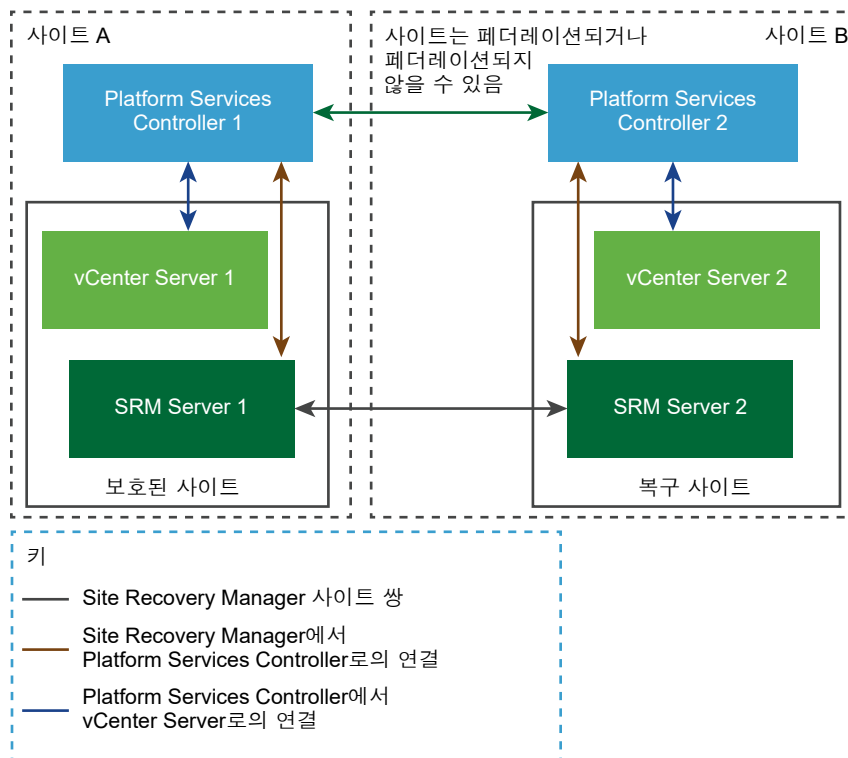 사이트 A
사이트는 페더레이션되거나
페더레이션되지
않을 수 있음
사이트 B
Platform Services
Controller 1
Platform Services
Controller 2
vCenter Server 1
vCenter Server 2
SRM Server 1
SRM Server 2
보호된 사이트
복구 사이트
키
Site Recovery Manager 사이트 쌍
Site Recovery Manager에서
Platform Services Controller로의 연결
Platform Services Controller에서
vCenter Server로의 연결